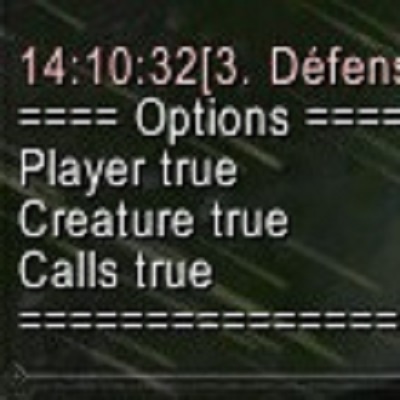 14:10:32[3. Défens
==== Options ====
Player true
Creature true
Calls true
===============